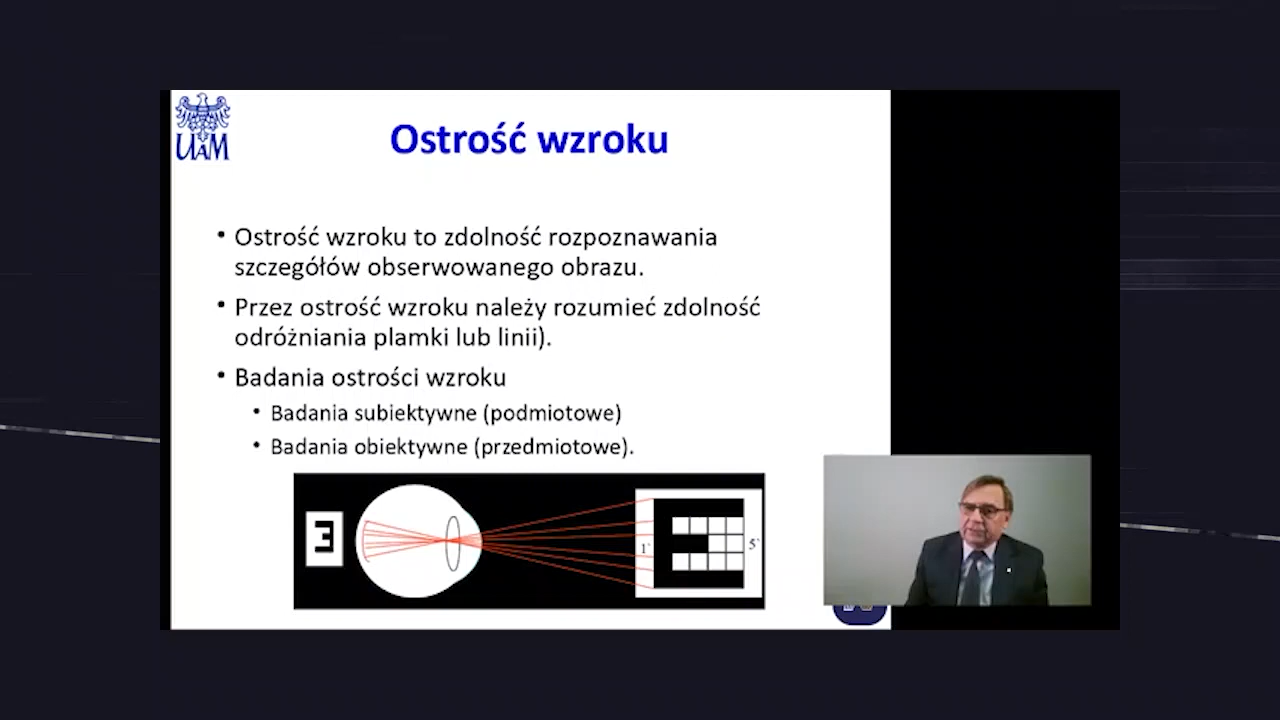 UAM
Ostrość wzroku
• Ostrość wzroku to zdolność rozpoznawania
szczegółów obserwowanego obrazu.
• Przez ostrość wzroku należy rozumieć zdolność
odróżniania plamki lub linii).
• Badania ostrości wzroku
• Badania subiektywne (podmiotowe)
• Badania obiektywne (przedmiotowe).
1` 5`